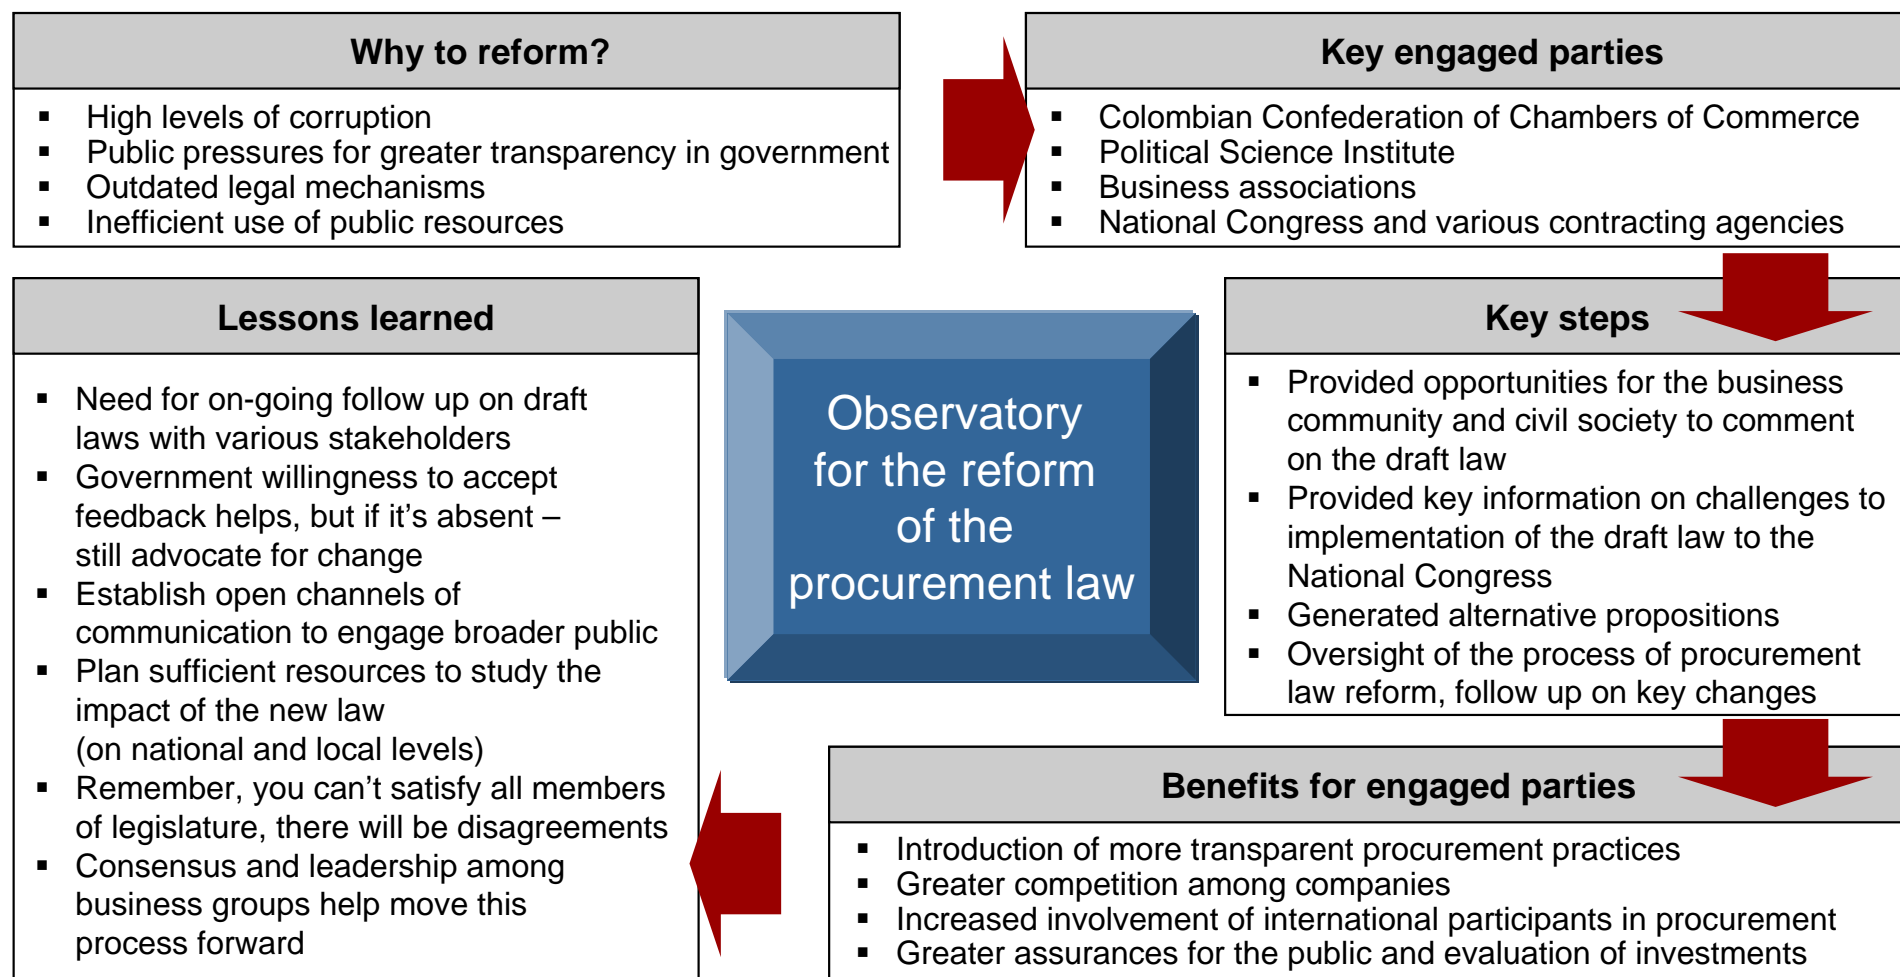 Why to reform?
▪ High levels of corruption
▪ Public pressures for greater transparency in government
▪ Outdated legal mechanisms
▪ Inefficient use of public resources
Key engaged parties
▪ Colombian Confederation of Chambers of Commerce
▪ Political Science Institute
▪ Business associations
▪ National Congress and various contracting agencies
Key steps
▪ Provided opportunities for the business
community and civil society to comment
on the draft law
▪ Provided key information on challenges to
implementation of the draft law to the
National Congress
▪ Generated alternative propositions
▪ Oversight of the process of procurement
law reform, follow up on key changes
Benefits for engaged parties
▪ Introduction of more transparent procurement practices
▪ Greater competition among companies
▪ Increased involvement of international participants in procurement
▪ Greater assurances for the public and evaluation of investments
Lessons learned
▪ Need for on-going follow up on draft
laws with various stakeholders
▪ Government willingness to accept
feedback helps, but if it’s absent –
still advocate for change
▪ Establish open channels of
communication to engage broader public
▪ Plan sufficient resources to study the
impact of the new law
(on national and local levels)
▪ Remember, you can’t satisfy all members
of legislature, there will be disagreements
▪ Consensus and leadership among
business groups help move this
process forward
Observatory
for the reform
of the
procurement law